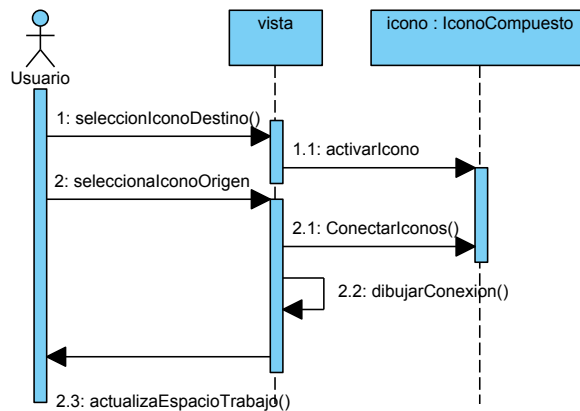 vista
icono : IconoCompuesto
Usuario
1: seleccionIconoDestino()
1.1: activarIcono
2: seleccionaIconoOrigen
2.1: ConectarIconos()
2.2: dibujarConexion()
2.3: actualizaEspacioTrabajo()